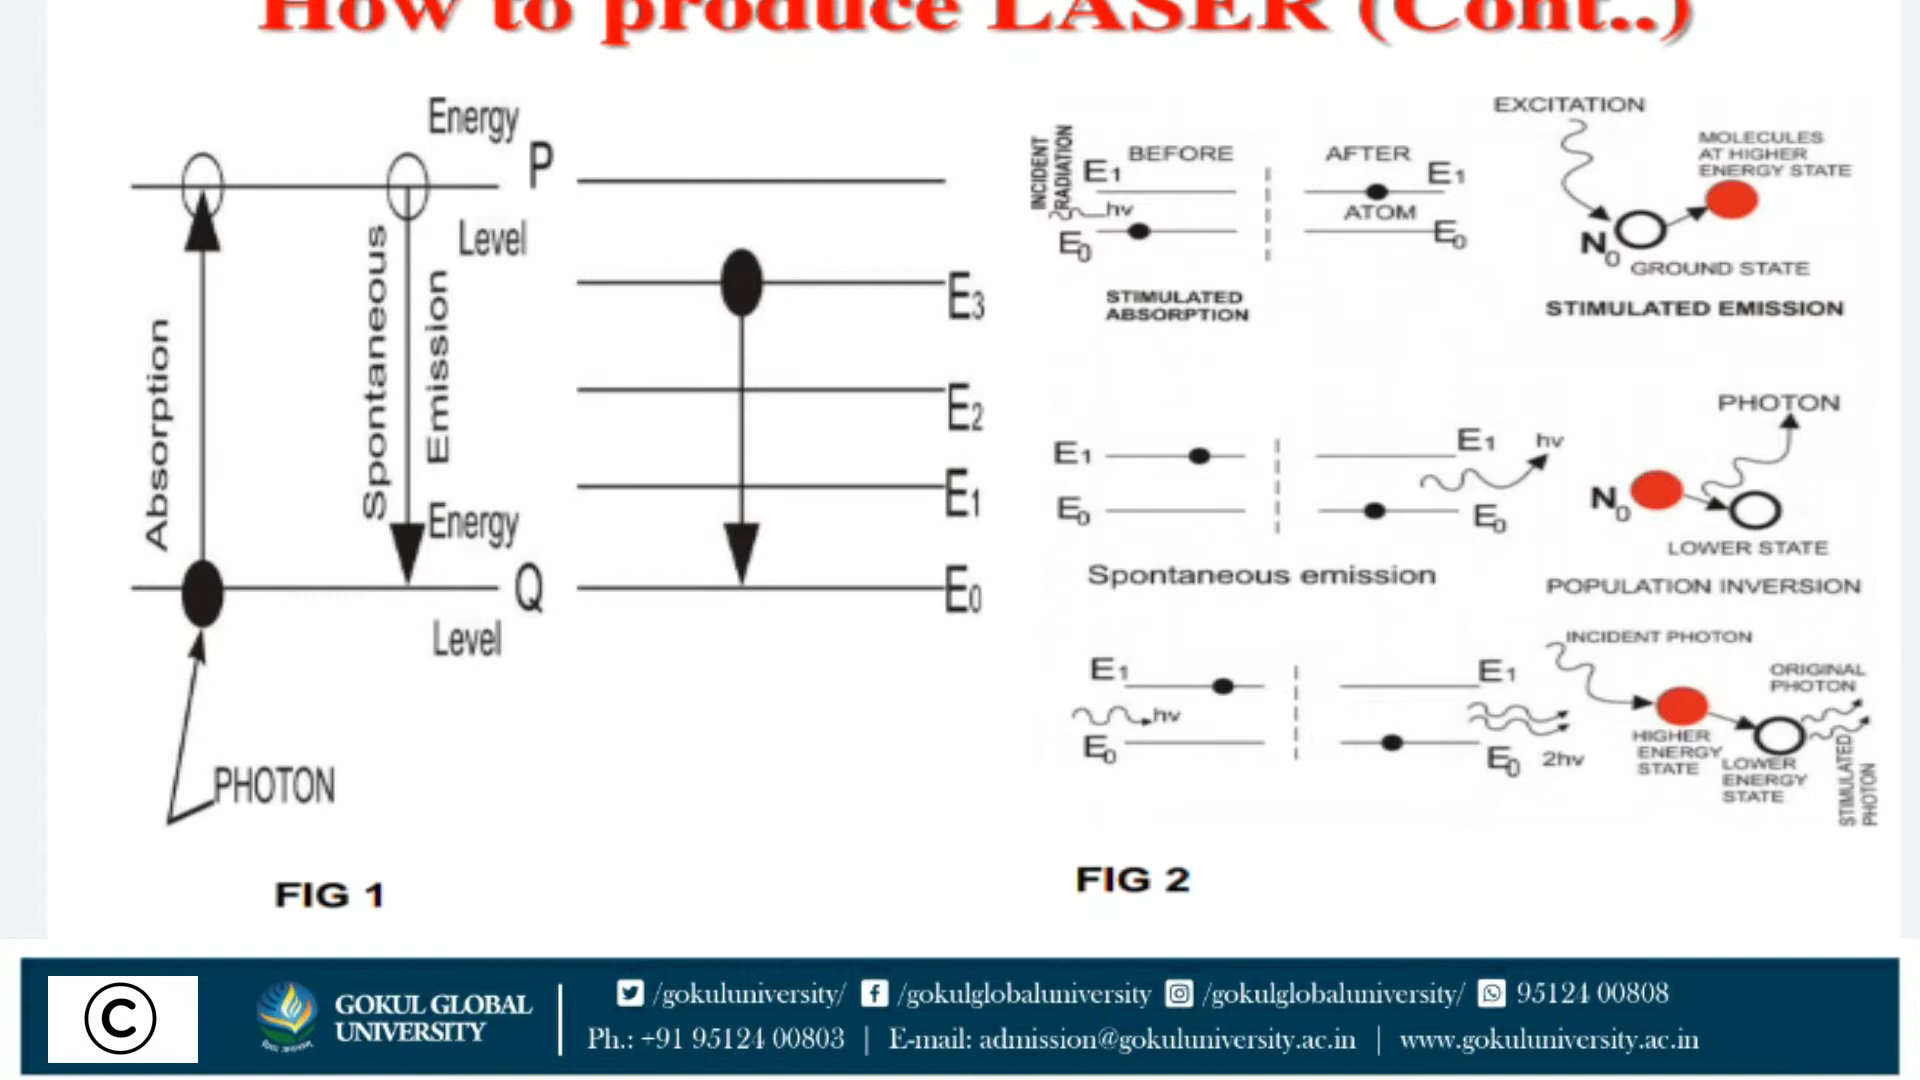 How to produce LASER (Cont..)
Energy
P
Level
Absorption
Spontaneous
Emission
Energy
Q
Level
PHOTON
E3
E2
E1
E0
FIG 1
INCIDENT
RADIATION
BEFORE
AFTER
E1
E1
hv
ATOM
E0
E0
STIMULATED
ABSORPTION
EXCITATION
MOLECULES
AT HIGHER
ENERGY STATE
N0
GROUND STATE
STIMULATED EMISSION
E1
E1
hv
E0
E0
Spontaneous emission
PHOTON
N0
LOWER STATE
POPULATION INVERSION
E1
E1
hv
E0
E0
2hv
INCIDENT PHOTON
ORIGINAL
PHOTON
HIGHER
ENERGY
STATE
LOWER
ENERGY
STATE
STIMULATED
PHOTON
FIG 2
©
GOKUL GLOBAL
UNIVERSITY
/gokuluniversity/ /gokulglobaluniversity /gokulglobaluniversity/ 95124 00808
Ph.: +91 95124 00803 | E-mail: admission@gokuluniversity.ac.in | www.gokuluniversity.ac.in